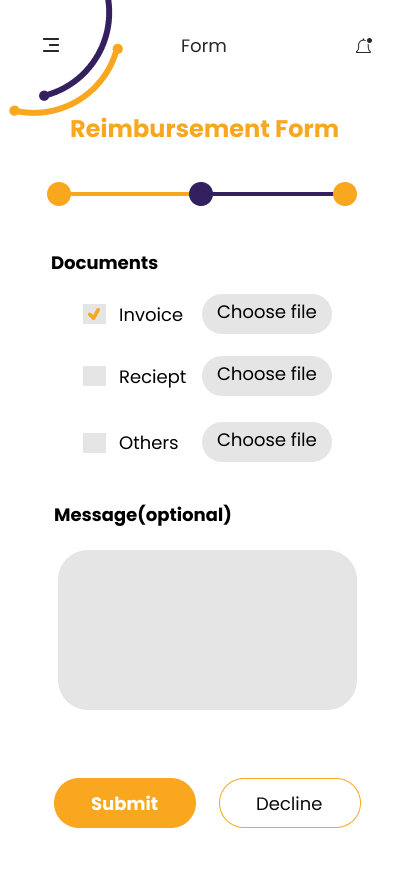 Form
Reimbursement Form
Documents
Invoice Choose file
Reciept Choose file
Others Choose file
Message(optional)
Submit Decline